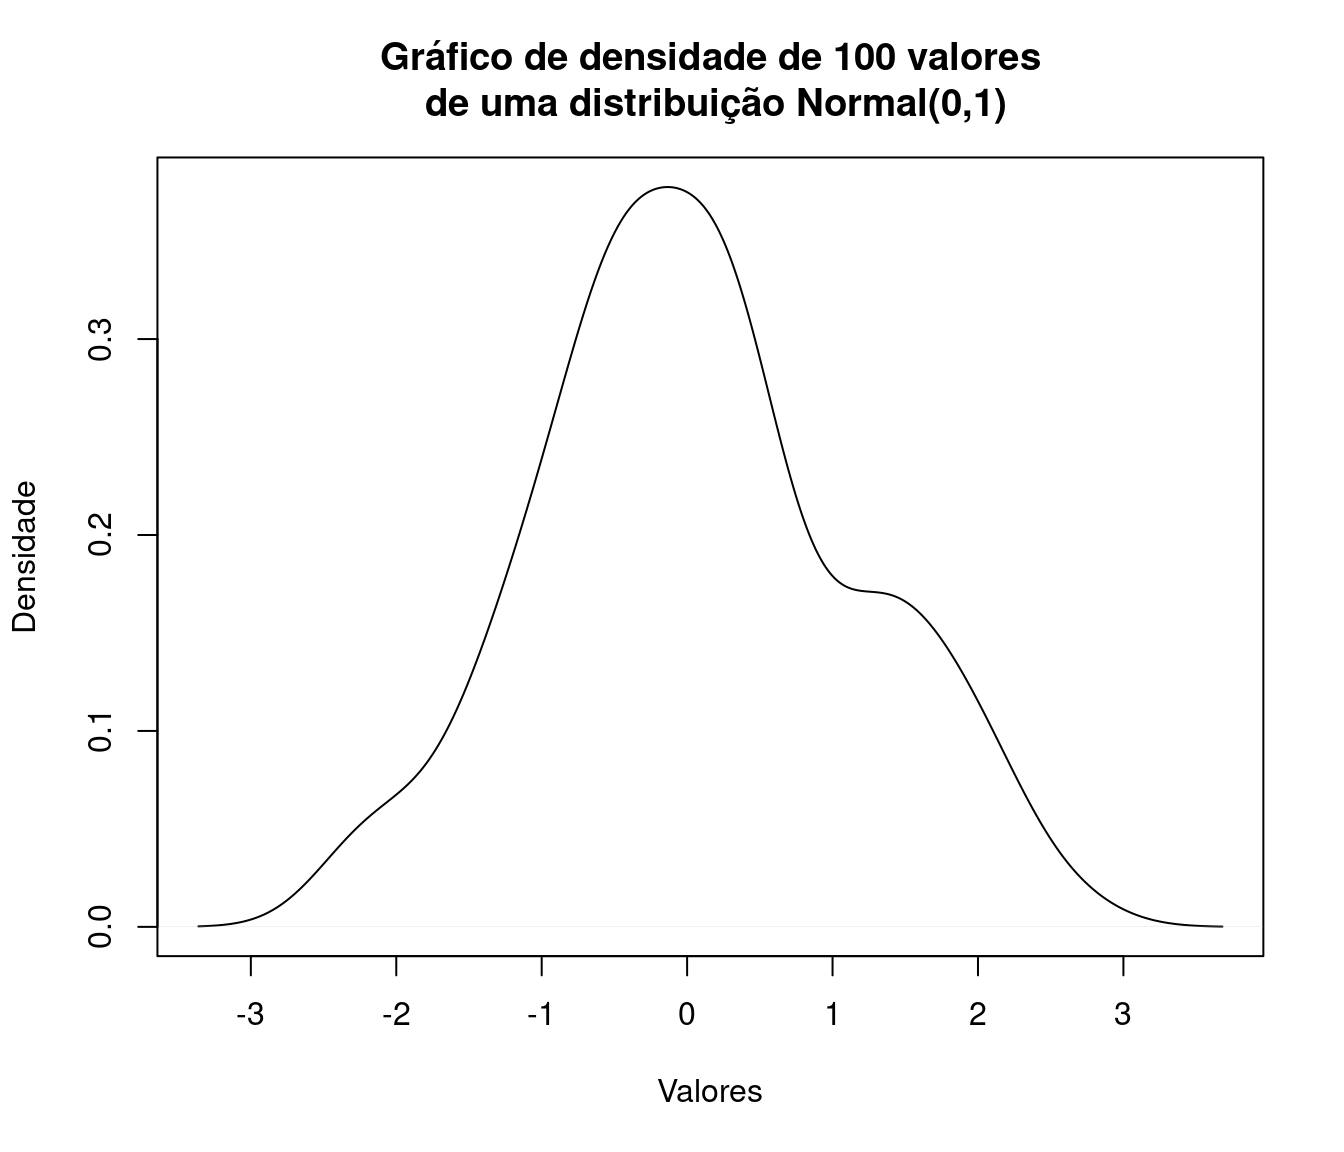 Gráfico de densidade de 100 valores
de uma distribuição Normal(0,1)
Densidade
0.3
0.2
0.1
0.0
-3 -2 -1 0 1 2 3
Valores